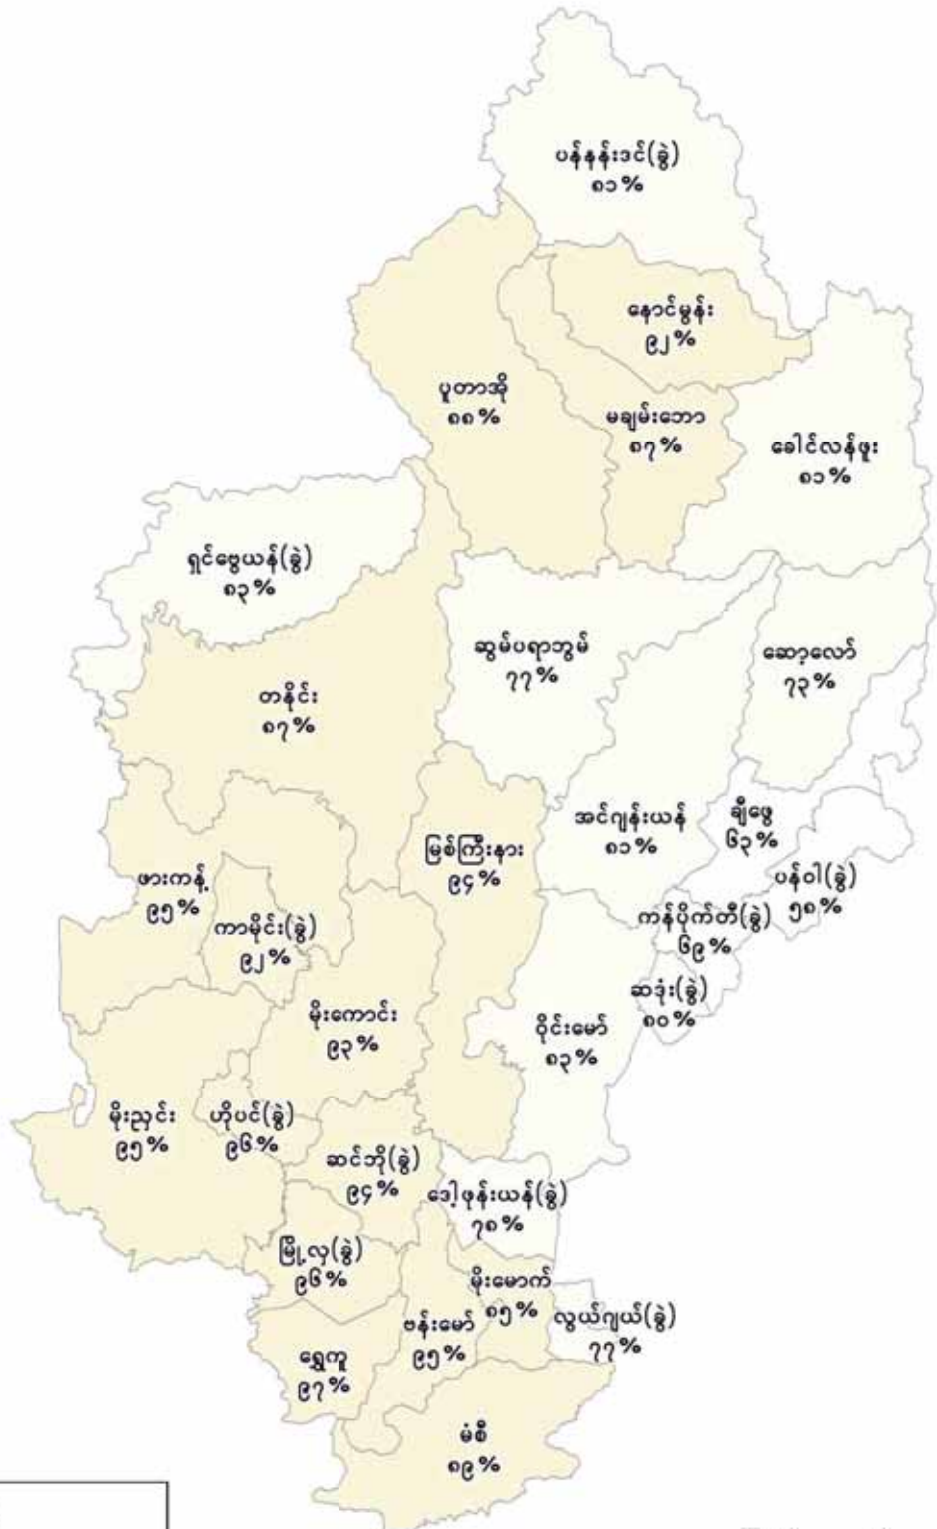 ပန်နန်းဒင်(ခွဲ)
၈၁%
နောင်မွန်း
၉၂%
ပူတာအို
၈၈%
မချမ်းဘော
၈၇%
ခေါင်လန်ဖူး
၈၁%
ရှင်ဗွေယန်(ခွဲ)
၈၃%
ဆွမ်ပရာဘွမ်
၇၇%
ဆော့လော်
၇၃%
တနိုင်း
၈၇%
အင်ဂျန်းယန်
၈၁%
ချီဖွေ
၆၃%
မြစ်ကြီးနား
၉၄%
ဖားကန့်
၉၅%
ပန်ဝါ(ခွဲ)
၅၈%
ကန်ပိုက်တီ(ခွဲ)
၆၉%
ကာမိုင်း(ခွဲ)
၉၂%
ဆဒုံး(ခွဲ)
၈၀%
မိုးကောင်း
၉၃%
ဝိုင်းမော်
၈၃%
မိုးညှင်း
၉၅%
ဟိုပင်(ခွဲ)
၉၆%
ဆင်ဘို(ခွဲ)
၉၄%
ဒေါ့ဖုန်းယန်(ခွဲ)
၇၈%
မြို့လှ(ခွဲ)
၉၆%
မိုးမောက်
၈၅%
လွယ်ဂျယ်(ခွဲ)
၇၇%
ဗန်းမော်
၉၅%
ရွှေကူ
၉၇%
မံစီ
၈၉%